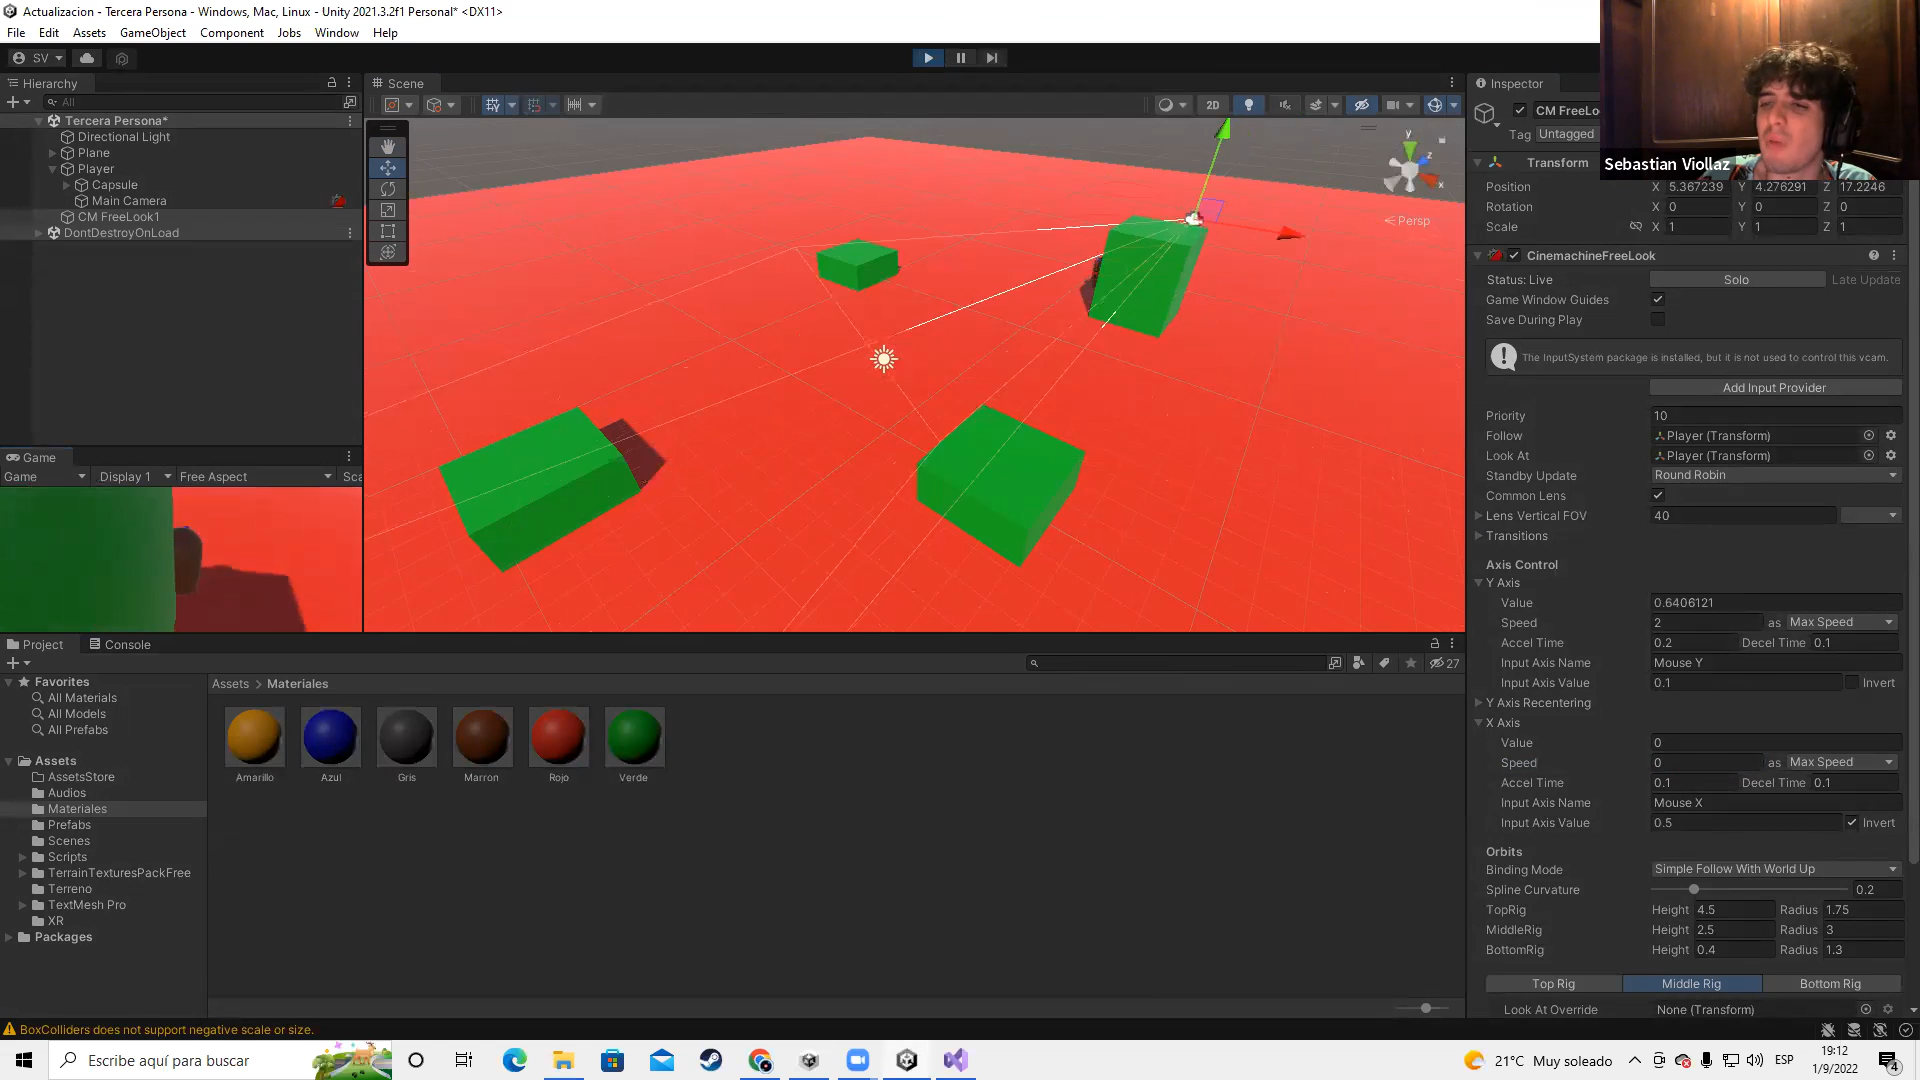 Actualizacion - Tercera Persona - Windows, Mac, Linux - Unity 2021.3.2f1 Personal* <DX11>
File Edit Assets GameObject Component Jobs Window Help
SV
Hierarchy
All
Tercera Persona*
Directional Light
Plane
Player
Capsule
Main Camera
CM FreeLook1
DontDestroyOnLoad
Scene
2D
y
z
x
Persp
Game
Game Display 1 Free Aspect Sca
Inspector
CM FreeLo
Tag Untagged
Sebastian Viollaz
Transform
Position X 5.367239 Y 4.276291 Z 17.2246
Rotation X 0 Y 0 Z 0
Scale X 1 Y 1 Z 1
CinemachineFreeLook
Status: Live Solo Late Update
Game Window Guides
Save During Play
The InputSystem package is installed, but it is not used to control this vcam.
Add Input Provider
Priority 10
Follow Player (Transform)
Look At Player (Transform)
Standby Update Round Robin
Common Lens
Lens Vertical FOV 40
Transitions
Axis Control
Y Axis
Value 0.6406121
Speed 2 as Max Speed
Accel Time 0.2 Decel Time 0.1
Input Axis Name Mouse Y
Input Axis Value 0.1 Invert
Y Axis Recentering
X Axis
Value 0
Speed 0 as Max Speed
Accel Time 0.1 Decel Time 0.1
Input Axis Name Mouse X
Input Axis Value 0.5 Invert
Orbits
Binding Mode Simple Follow With World Up
Spline Curvature 0.2
TopRig Height 4.5 Radius 1.75
MiddleRig Height 2.5 Radius 3
BottomRig Height 0.4 Radius 1.3
Top Rig Middle Rig Bottom Rig
Look At Override None (Transform)
Project Console
27
Favorites
All Materials
All Models
All Prefabs
Assets
AssetsStore
Audios
Materiales
Prefabs
Scenes
Scripts
TerrainTexturesPackFree
Terreno
TextMesh Pro
XR
Packages
Assets > Materiales
Amarillo Azul Gris Marron Rojo Verde
BoxColliders does not support negative scale or size.
Escribe aquí para buscar
21°C Muy soleado
ESP
19:12
1/9/2022
4